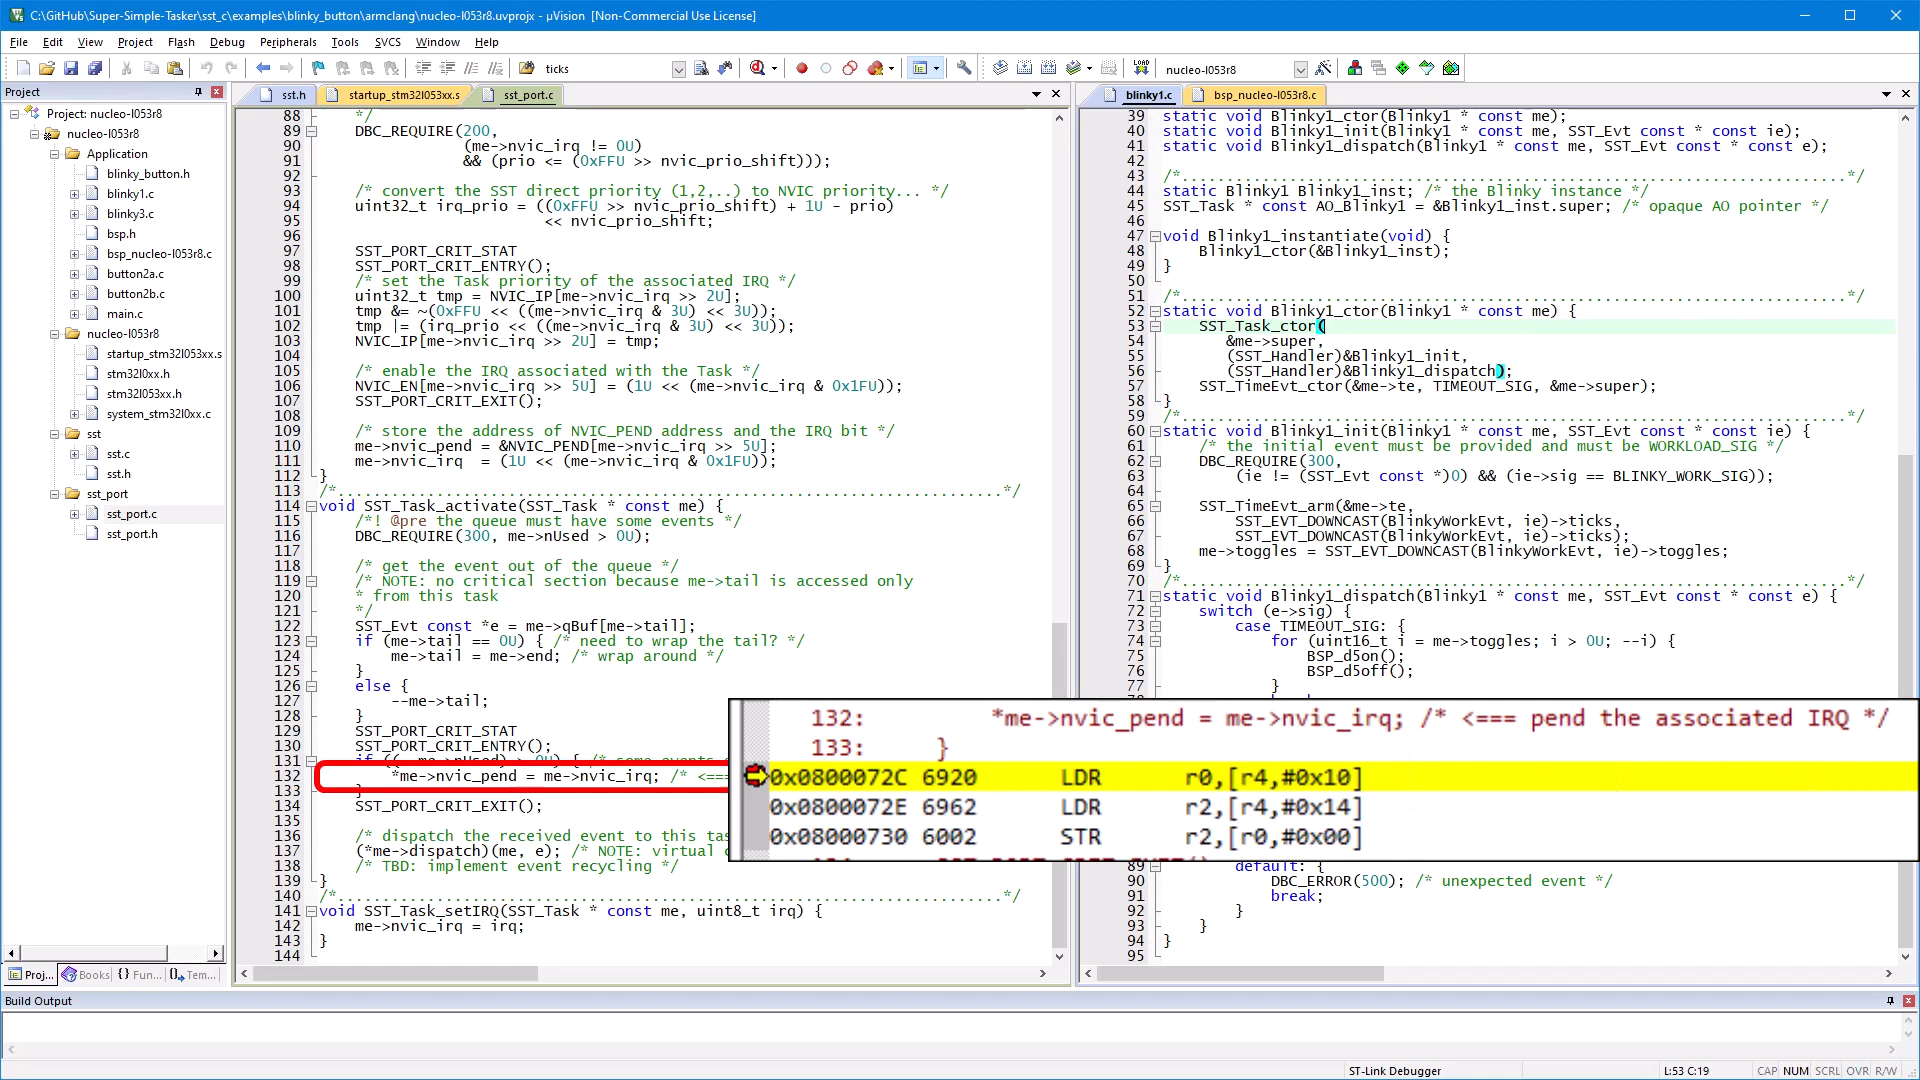 C:\GitHub\Super-Simple-Tasker\sst_c\examples\blinky_button\armclang\nucleo-l053r8.uvprojx - µVision  [Non-Commercial Use License]
File Edit View Project Flash Debug Peripherals Tools SVCS Window Help
ticks
LOAD
nucleo-l053r8
Project
Project: nucleo-l053r8
nucleo-l053r8
Application
blinky_button.h
blinky1.c
blinky3.c
bsp.h
bsp_nucleo-l053r8.c
button2a.c
button2b.c
main.c
nucleo-l053r8
startup_stm32l053xx.s
stm32l0xx.h
stm32l053xx.h
system_stm32l0xx.c
sst
sst.c
sst.h
sst_port
sst_port.c
sst_port.h
Proj... Books {} Fun... Tem...
sst.h startup_stm32l053xx.s sst_port.c
88 */
89 DBC_REQUIRE(200,
90 (me->nvic_irq != 0U)
91 && (prio <= (0xFFU >> nvic_prio_shift)));
92
93 /* convert the SST direct priority (1,2,..) to NVIC priority... */
94 uint32_t irq_prio = ((0xFFU >> nvic_prio_shift) + 1U - prio)
95 << nvic_prio_shift;
96
97 SST_PORT_CRIT_STAT
98 SST_PORT_CRIT_ENTRY();
99 /* set the Task priority of the associated IRQ */
100 uint32_t tmp = NVIC_IP[me->nvic_irq >> 2U];
101 tmp &= ~(0xFFU << ((me->nvic_irq & 3U) << 3U));
102 tmp |= (irq_prio << ((me->nvic_irq & 3U) << 3U));
103 NVIC_IP[me->nvic_irq >> 2U] = tmp;
104
105 /* enable the IRQ associated with the Task */
106 NVIC_EN[me->nvic_irq >> 5U] = (1U << (me->nvic_irq & 0x1FU));
107 SST_PORT_CRIT_EXIT();
108
109 /* store the address of NVIC_PEND address and the IRQ bit */
110 me->nvic_pend = &NVIC_PEND[me->nvic_irq >> 5U];
111 me->nvic_irq  = (1U << (me->nvic_irq & 0x1FU));
112 }
113 /*..........................................................................*/
114 void SST_Task_activate(SST_Task * const me) {
115 /*! @pre the queue must have some events */
116 DBC_REQUIRE(300, me->nUsed > 0U);
117
118 /* get the event out of the queue */
119 /* NOTE: no critical section because me->tail is accessed only
120 * from this task
121 */
122 SST_Evt const *e = me->qBuf[me->tail];
123 if (me->tail == 0U) { /* need to wrap the tail? */
124 me->tail = me->end; /* wrap around */
125 }
126 else {
127 --me->tail;
128 }
129 SST_PORT_CRIT_STAT
130 SST_PORT_CRIT_ENTRY();
131 if ((--me->nUsed) > 0U) { /* some events
132 *me->nvic_pend = me->nvic_irq; /* <===
133 }
134 SST_PORT_CRIT_EXIT();
135
136 /* dispatch the received event to this tas
137 (*me->dispatch)(me, e); /* NOTE: virtual c
138 /* TBD: implement event recycling */
139 }
140 /*..........................................................................*/
141 void SST_Task_setIRQ(SST_Task * const me, uint8_t irq) {
142 me->nvic_irq = irq;
143 }
144
blinky1.c bsp_nucleo-l053r8.c
39 static void Blinky1_ctor(Blinky1 * const me);
40 static void Blinky1_init(Blinky1 * const me, SST_Evt const * const ie);
41 static void Blinky1_dispatch(Blinky1 * const me, SST_Evt const * const e);
42
43 /*..........................................................................*/
44 static Blinky1 Blinky1_inst; /* the Blinky instance */
45 SST_Task * const AO_Blinky1 = &Blinky1_inst.super; /* opaque AO pointer */
46
47 void Blinky1_instantiate(void) {
48 Blinky1_ctor(&Blinky1_inst);
49 }
50
51 /*..........................................................................*/
52 static void Blinky1_ctor(Blinky1 * const me) {
53 SST_Task_ctor(
54 &me->super,
55 (SST_Handler)&Blinky1_init,
56 (SST_Handler)&Blinky1_dispatch);
57 SST_TimeEvt_ctor(&me->te, TIMEOUT_SIG, &me->super);
58 }
59 /*..........................................................................*/
60 static void Blinky1_init(Blinky1 * const me, SST_Evt const * const ie) {
61 /* the initial event must be provided and must be WORKLOAD_SIG */
62 DBC_REQUIRE(300,
63 (ie != (SST_Evt const *)0) && (ie->sig == BLINKY_WORK_SIG));
64
65 SST_TimeEvt_arm(&me->te,
66 SST_EVT_DOWNCAST(BlinkyWorkEvt, ie)->ticks,
67 SST_EVT_DOWNCAST(BlinkyWorkEvt, ie)->ticks);
68 me->toggles = SST_EVT_DOWNCAST(BlinkyWorkEvt, ie)->toggles;
69 }
70 /*..........................................................................*/
71 static void Blinky1_dispatch(Blinky1 * const me, SST_Evt const * const e) {
72 switch (e->sig) {
73 case TIMEOUT_SIG: {
74 for (uint16_t i = me->toggles; i > 0U; --i) {
75 BSP_d5on();
76 BSP_d5off();
77 }
132: *me->nvic_pend = me->nvic_irq; /* <=== pend the associated IRQ */
133: }
0x0800072C 6920 LDR r0,[r4,#0x10]
0x0800072E 6962 LDR r2,[r4,#0x14]
0x08000730 6002 STR r2,[r0,#0x00]
89 default: {
90 DBC_ERROR(500); /* unexpected event */
91 break;
92 }
93 }
94 }
95
Build Output
ST-Link Debugger L:53 C:19 CAP NUM SCRL OVR R/W